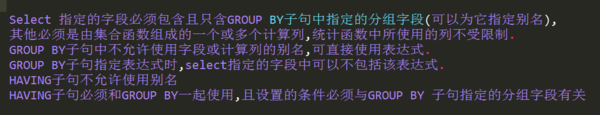 Select 指定的字段必须包含且只含GROUP BY子句中指定的分组字段(可以为它指定别名),
其他必须是由集合函数组成的一个或多个计算列,统计函数中所使用的列不受限制.
GROUP BY子句中不允许使用字段或计算列的别名,可直接使用表达式.
GROUP BY子句指定表达式时,select指定的字段中可以不包括该表达式.
HAVING子句不允许使用别名
HAVING子句必须和GROUP BY一起使用,且设置的条件必须与GROUP BY 子句指定的分组字段有关